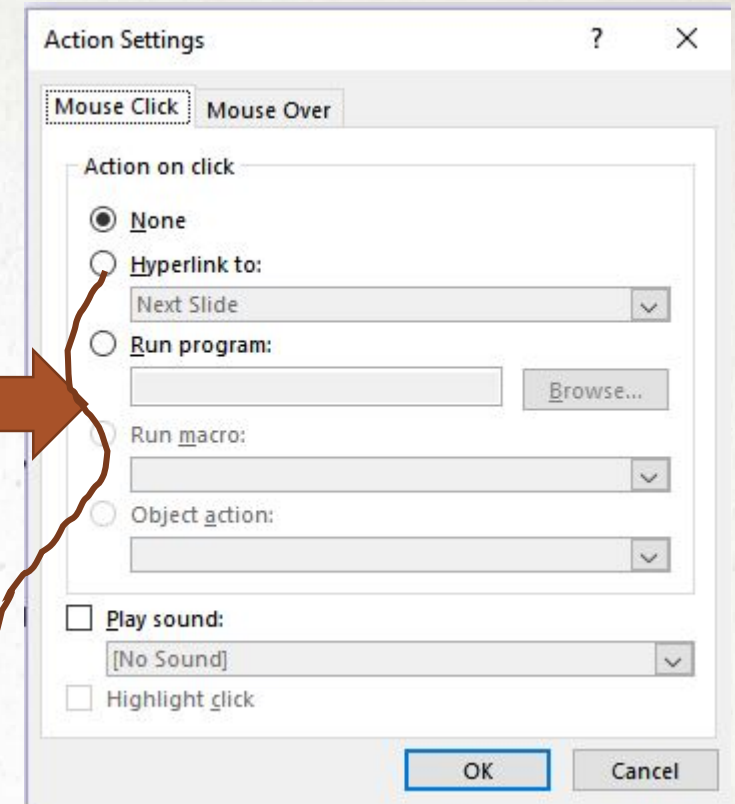 Action Settings ? X
Mouse Click Mouse Over
Action on click
None
Hyperlink to:
Next Slide
Run program:
Browse...
Run macro:
Object action:
Play sound:
[No Sound]
Highlight click
OK Cancel